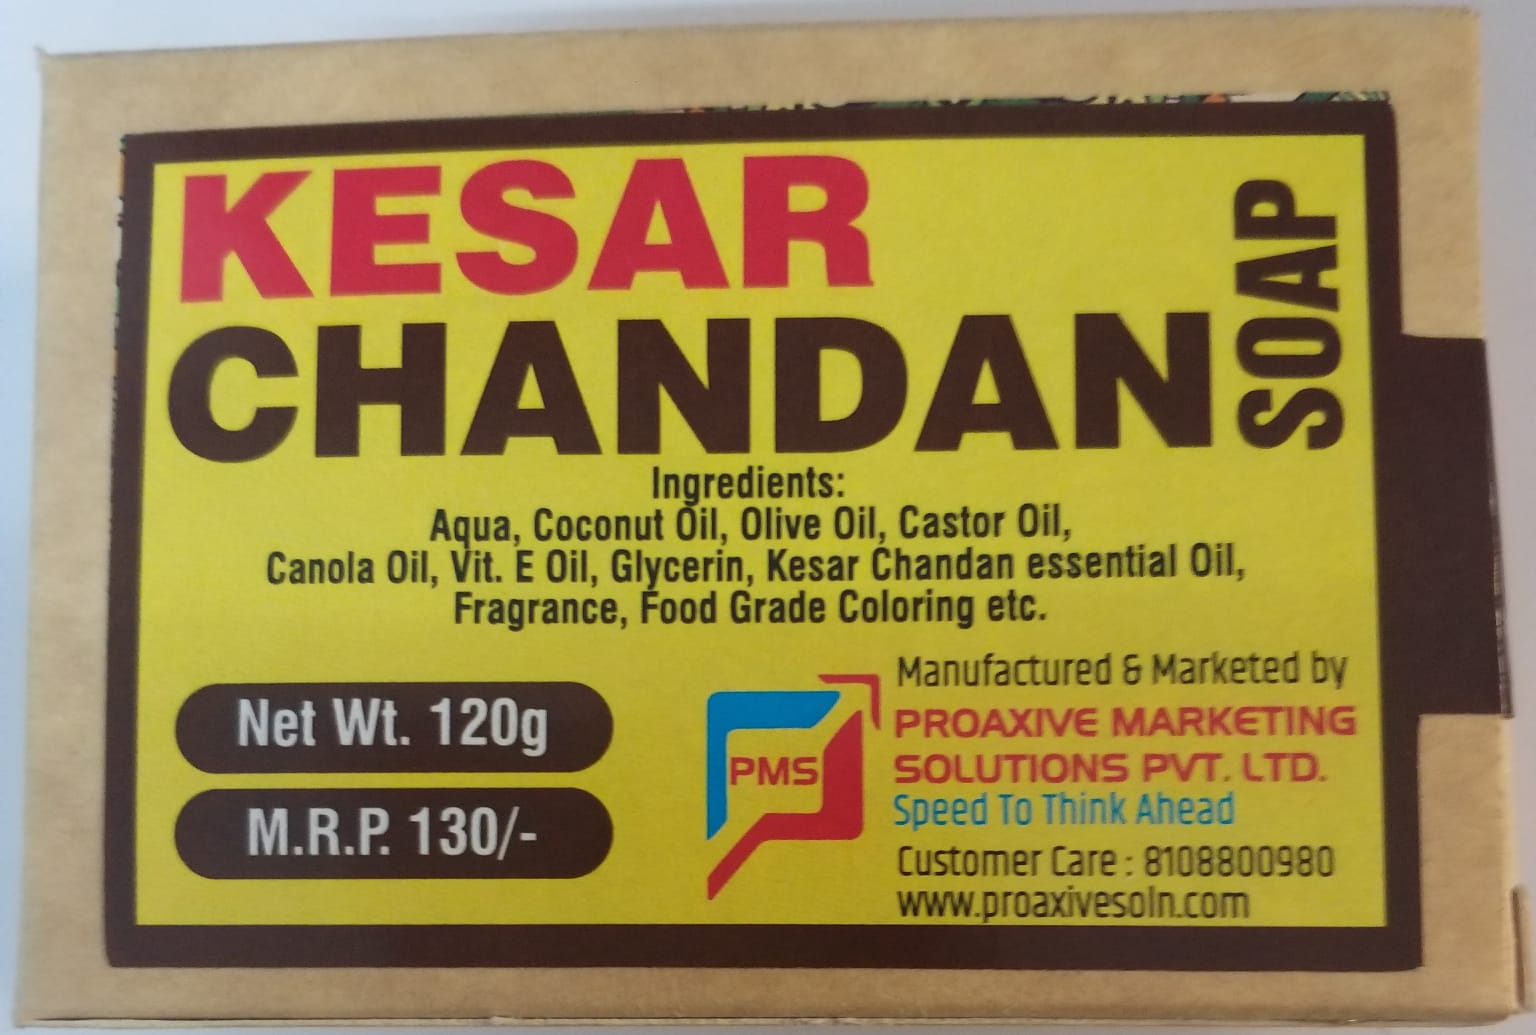 KESAR
CHANDAN
SOAP
Ingredients:
Aqua, Coconut Oil, Olive Oil, Castor Oil,
Canola Oil, Vit. E Oil, Glycerin, Kesar Chandan essential Oil,
Fragrance, Food Grade Coloring etc.
Net Wt. 120g
M.R.P. 130/-
PMS
Manufactured & Marketed by
PROAXIVE MARKETING
SOLUTIONS PVT. LTD.
Speed To Think Ahead
Customer Care : 8108800980
www.proaxivesoln.com